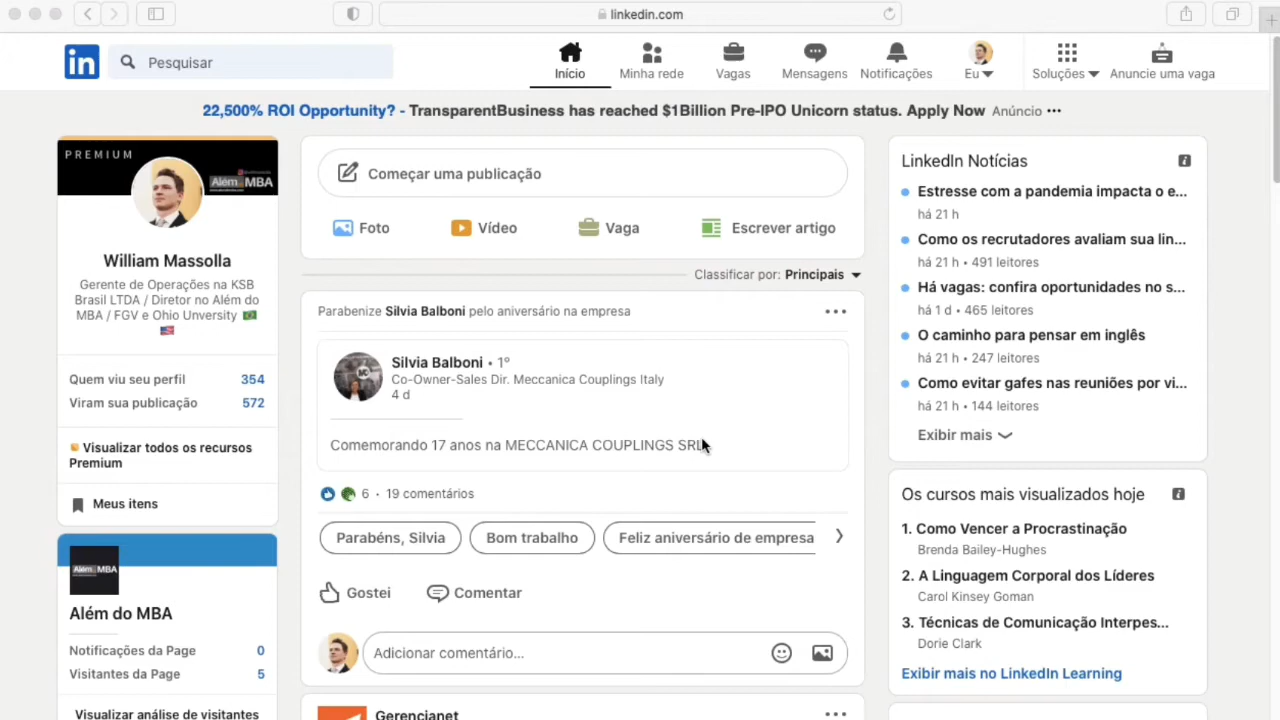 linkedin.com
in
Pesquisar
Início
Minha rede
Vagas
Mensagens
Notificações
Eu
Soluções
Anuncie uma vaga
22,500% ROI Opportunity? - TransparentBusiness has reached $1Billion Pre-IPO Unicorn status. Apply Now Anúncio •••
PREMIUM
Além MBA
William Massolla
Gerente de Operações na KSB
Brasil LTDA / Diretor no Além do
MBA / FGV e Ohio Unversity 🇧🇷
🇺🇸
Quem viu seu perfil 354
Viram sua publicação 572
Visualizar todos os recursos
Premium
Meus itens
Além MBA
Além do MBA
Notificações da Page 0
Visitantes da Page 5
Visualizar análise de visitantes
Começar uma publicação
Foto
Vídeo
Vaga
Escrever artigo
Classificar por: Principais
Parabenize Silvia Balboni pelo aniversário na empresa
Silvia Balboni • 1º
Co-Owner-Sales Dir. Meccanica Couplings Italy
4 d
Comemorando 17 anos na MECCANICA COUPLINGS SRL
6 · 19 comentários
Parabéns, Silvia
Bom trabalho
Feliz aniversário de empresa
Gostei
Comentar
Adicionar comentário...
Gerencianet
LinkedIn Notícias
Estresse com a pandemia impacta o e...
há 21 h
Como os recrutadores avaliam sua lin...
há 21 h • 491 leitores
Há vagas: confira oportunidades no s...
há 1 d • 465 leitores
O caminho para pensar em inglês
há 21 h • 247 leitores
Como evitar gafes nas reuniões por vi...
há 21 h • 144 leitores
Exibir mais
Os cursos mais visualizados hoje
1. Como Vencer a Procrastinação
Brenda Bailey-Hughes
2. A Linguagem Corporal dos Líderes
Carol Kinsey Goman
3. Técnicas de Comunicação Interpes...
Dorie Clark
Exibir mais no LinkedIn Learning